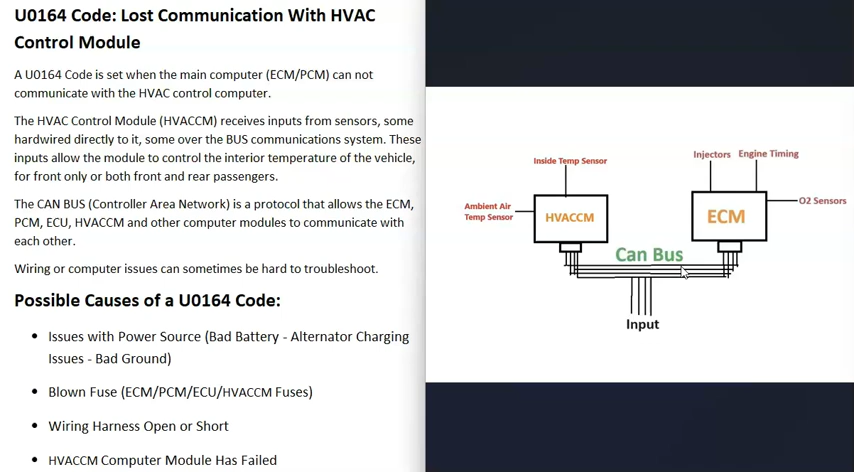 U0164 Code: Lost Communication With HVAC
Control Module
A U0164 Code is set when the main computer (ECM/PCM) can not
communicate with the HVAC control computer.
The HVAC Control Module (HVACCM) receives inputs from sensors, some
hardwired directly to it, some over the BUS communications system. These
inputs allow the module to control the interior temperature of the vehicle,
for front only or both front and rear passengers.
The CAN BUS (Controller Area Network) is a protocol that allows the ECM,
PCM, ECU, HVACCM and other computer modules to communicate with
each other.
Wiring or computer issues can sometimes be hard to troubleshoot.
Possible Causes of a U0164 Code:
• Issues with Power Source (Bad Battery - Alternator Charging
Issues - Bad Ground)
• Blown Fuse (ECM/PCM/ECU/HVACCM Fuses)
• Wiring Harness Open or Short
• HVACCM Computer Module Has Failed
Inside Temp Sensor
Ambient Air
Temp Sensor
HVACCM
Injectors
Engine Timing
O2 Sensors
ECM
Can Bus
Input